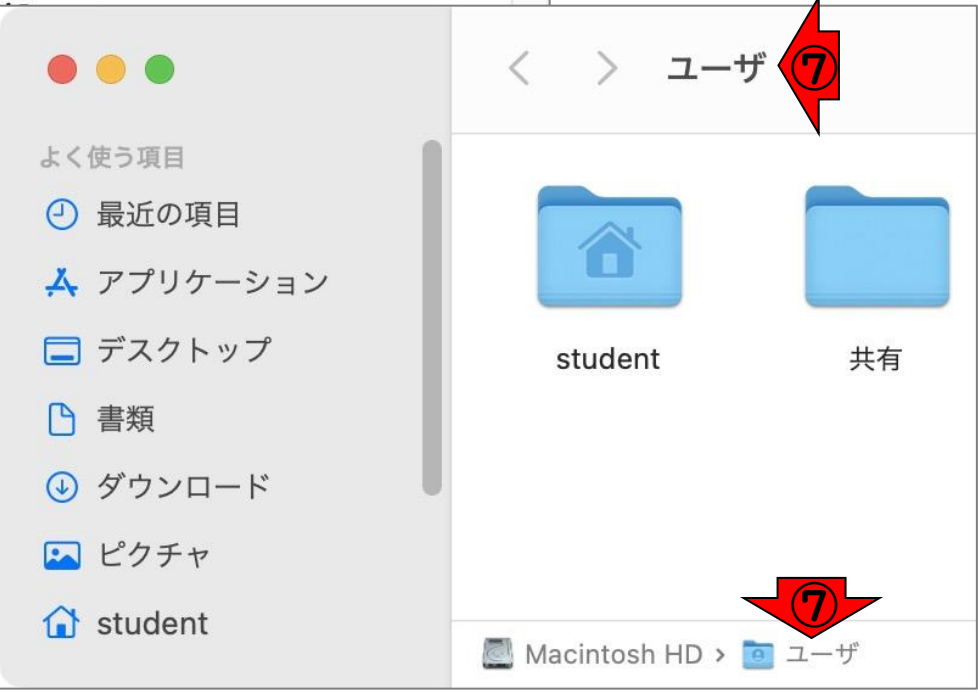 ユーザ ⑦
よく使う項目
最近の項目
アプリケーション
デスクトップ
書類
ダウンロード
ピクチャ
student
student 共有
⑦
Macintosh HD › ユーザ